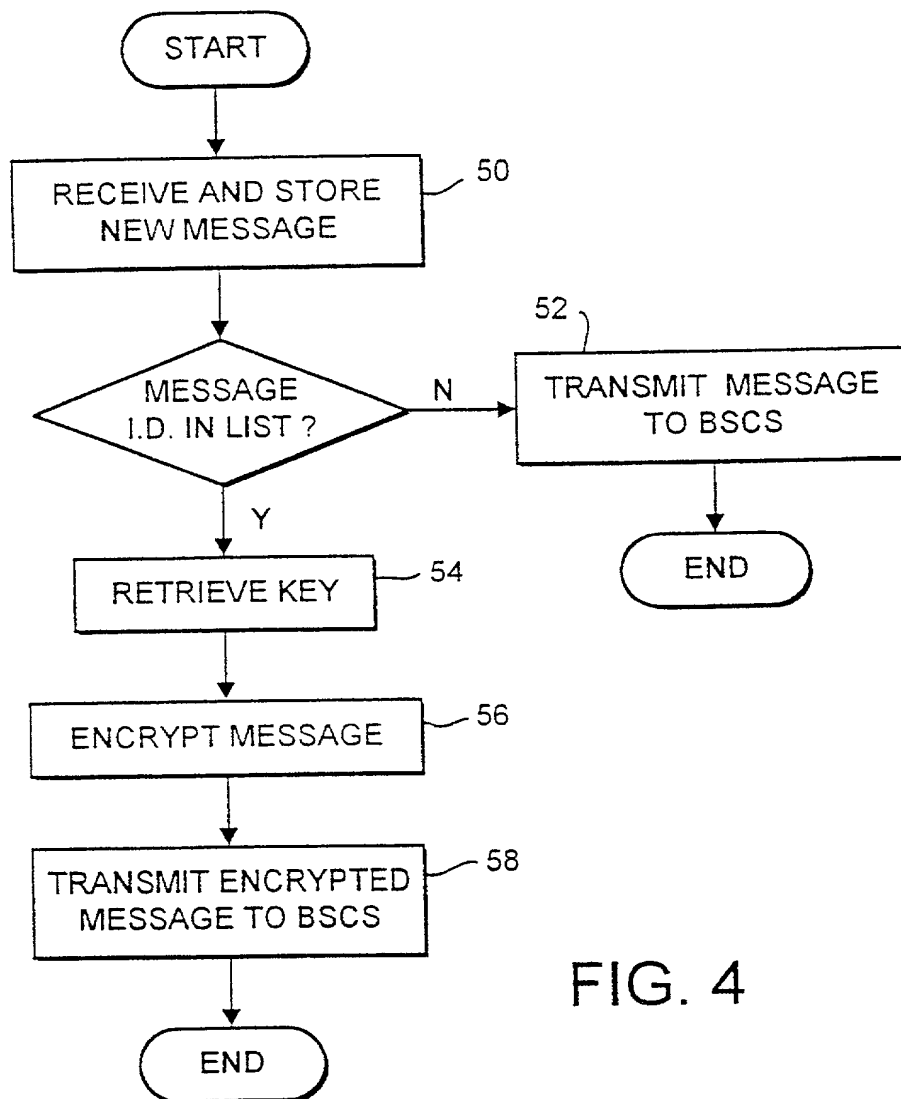 START
RECEIVE AND STORE
NEW MESSAGE
50
MESSAGE
I.D. IN LIST ?
N
52
TRANSMIT MESSAGE
TO BSCS
END
Y
RETRIEVE KEY
54
ENCRYPT MESSAGE
56
TRANSMIT ENCRYPTED
MESSAGE TO BSCS
58
END
FIG. 4